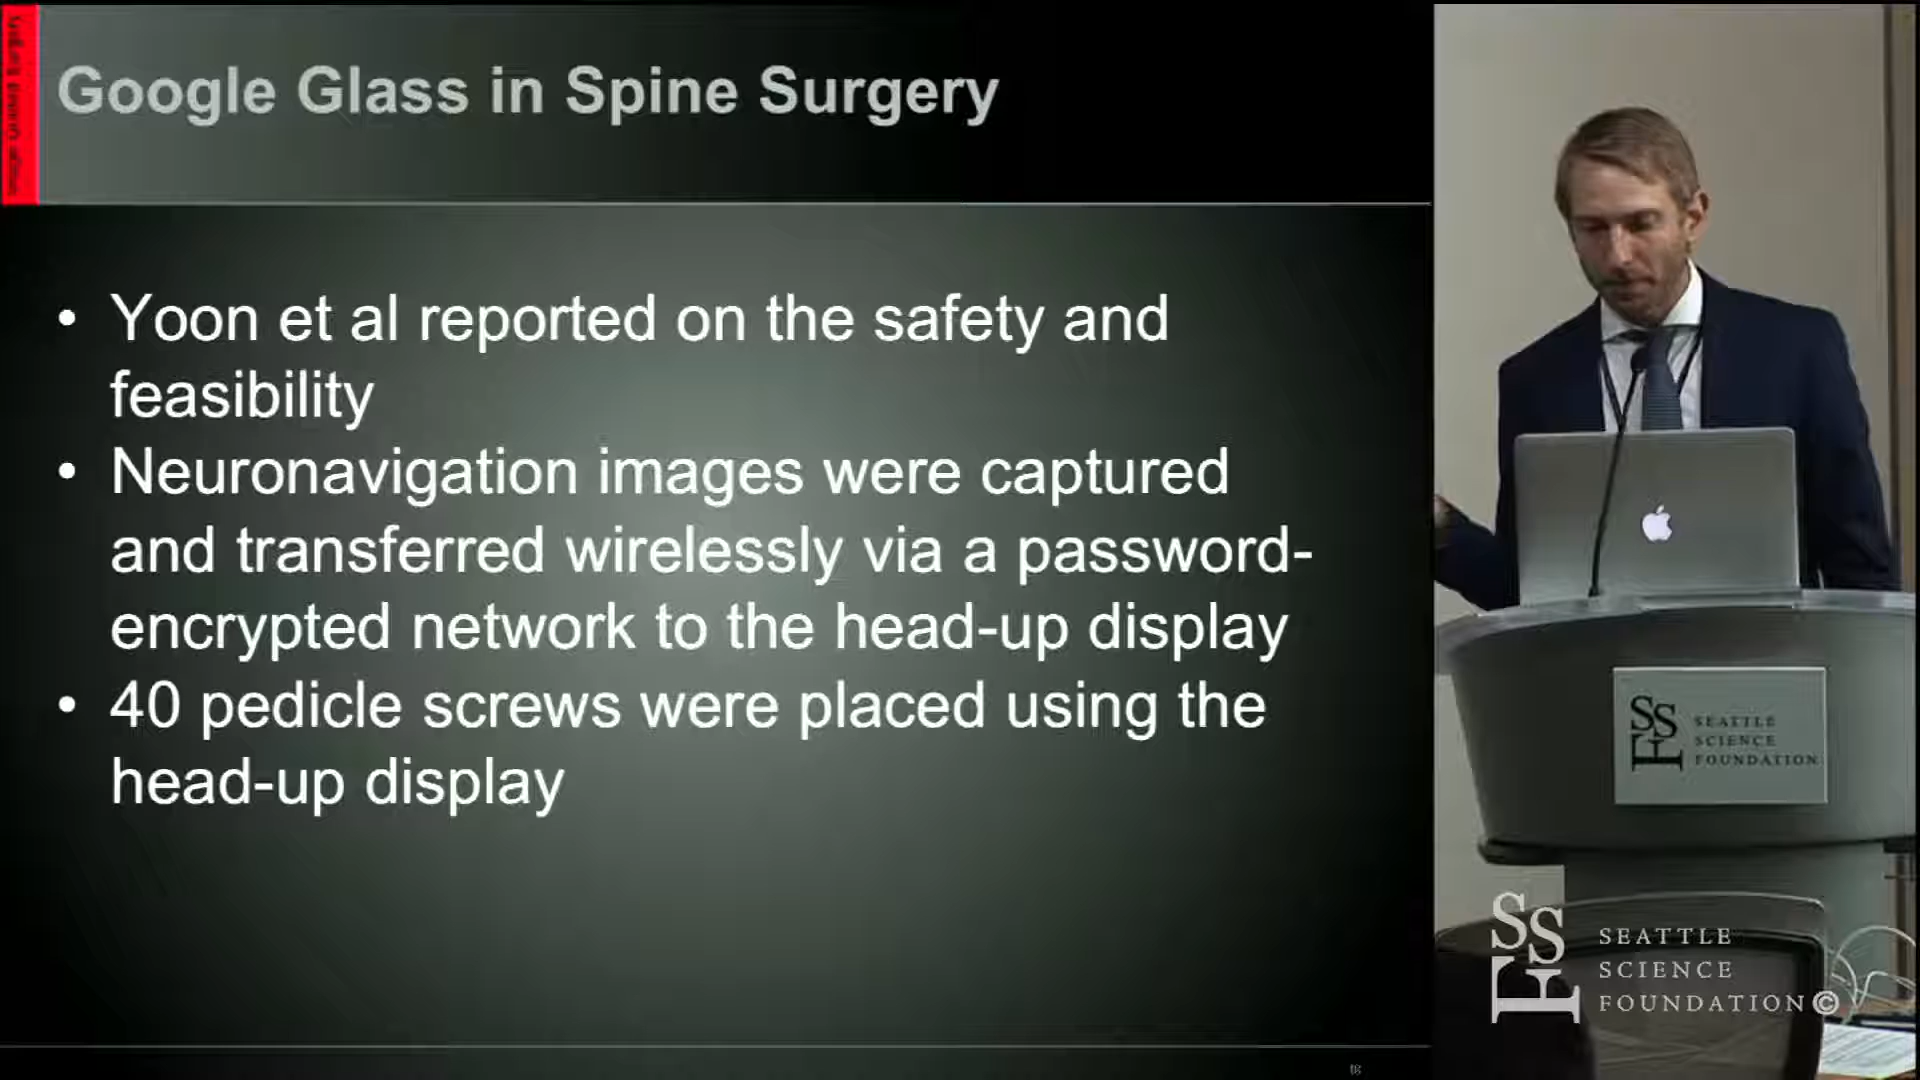 Google Glass in Spine Surgery
• Yoon et al reported on the safety and
feasibility
• Neuronavigation images were captured
and transferred wirelessly via a password-
encrypted network to the head-up display
• 40 pedicle screws were placed using the
head-up display
SSF
SEATTLE
SCIENCE
FOUNDATION
SSF
SEATTLE
SCIENCE
FOUNDATION©